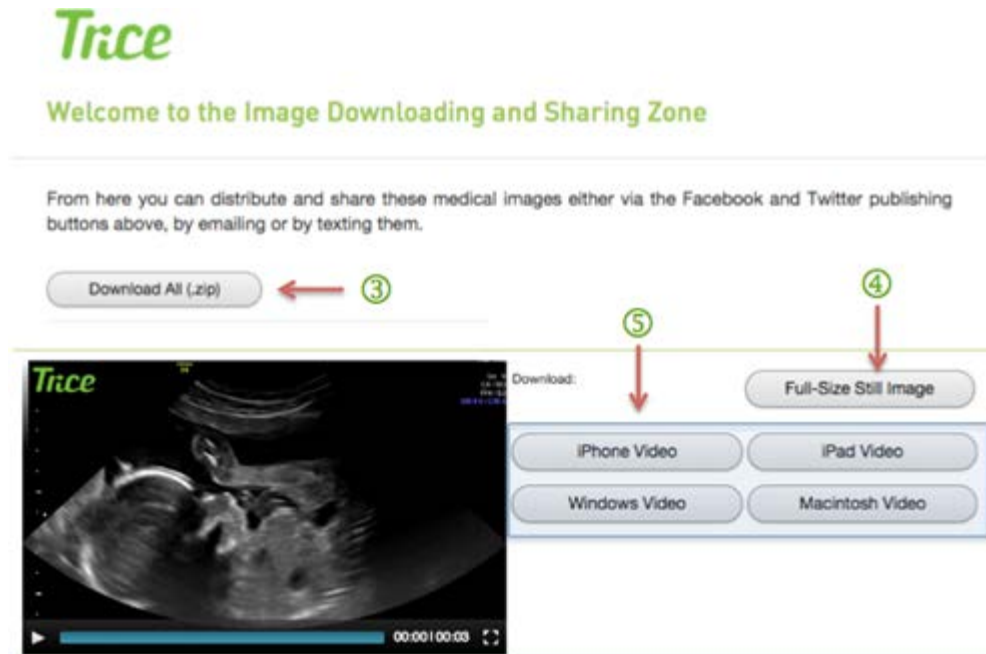 Trice
Welcome to the Image Downloading and Sharing Zone
From here you can distribute and share these medical images either via the Facebook and Twitter publishing
buttons above, by emailing or by texting them.
Download All (.zip) ③
④
⑤
Trice
Download:
Full-Size Still Image
iPhone Video iPad Video
Windows Video Macintosh Video
00:00|00:03